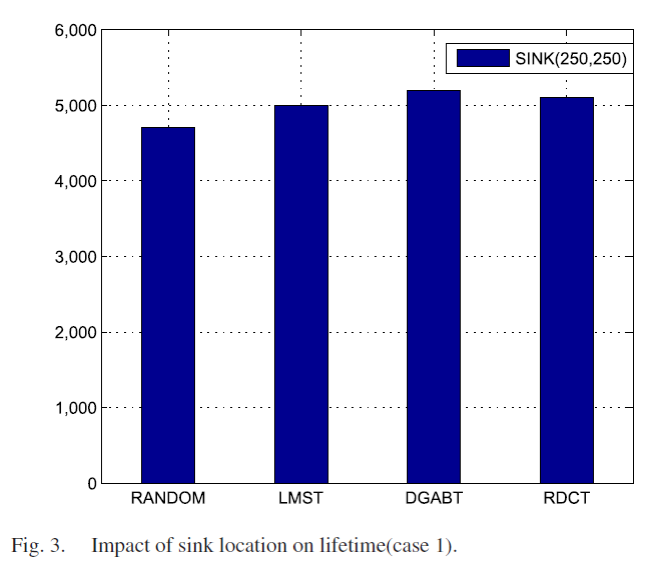 6,000
SINK(250,250)
5,000
4,000
3,000
2,000
1,000
0
RANDOM LMST DGABT RDCT
Fig. 3. Impact of sink location on lifetime(case 1).